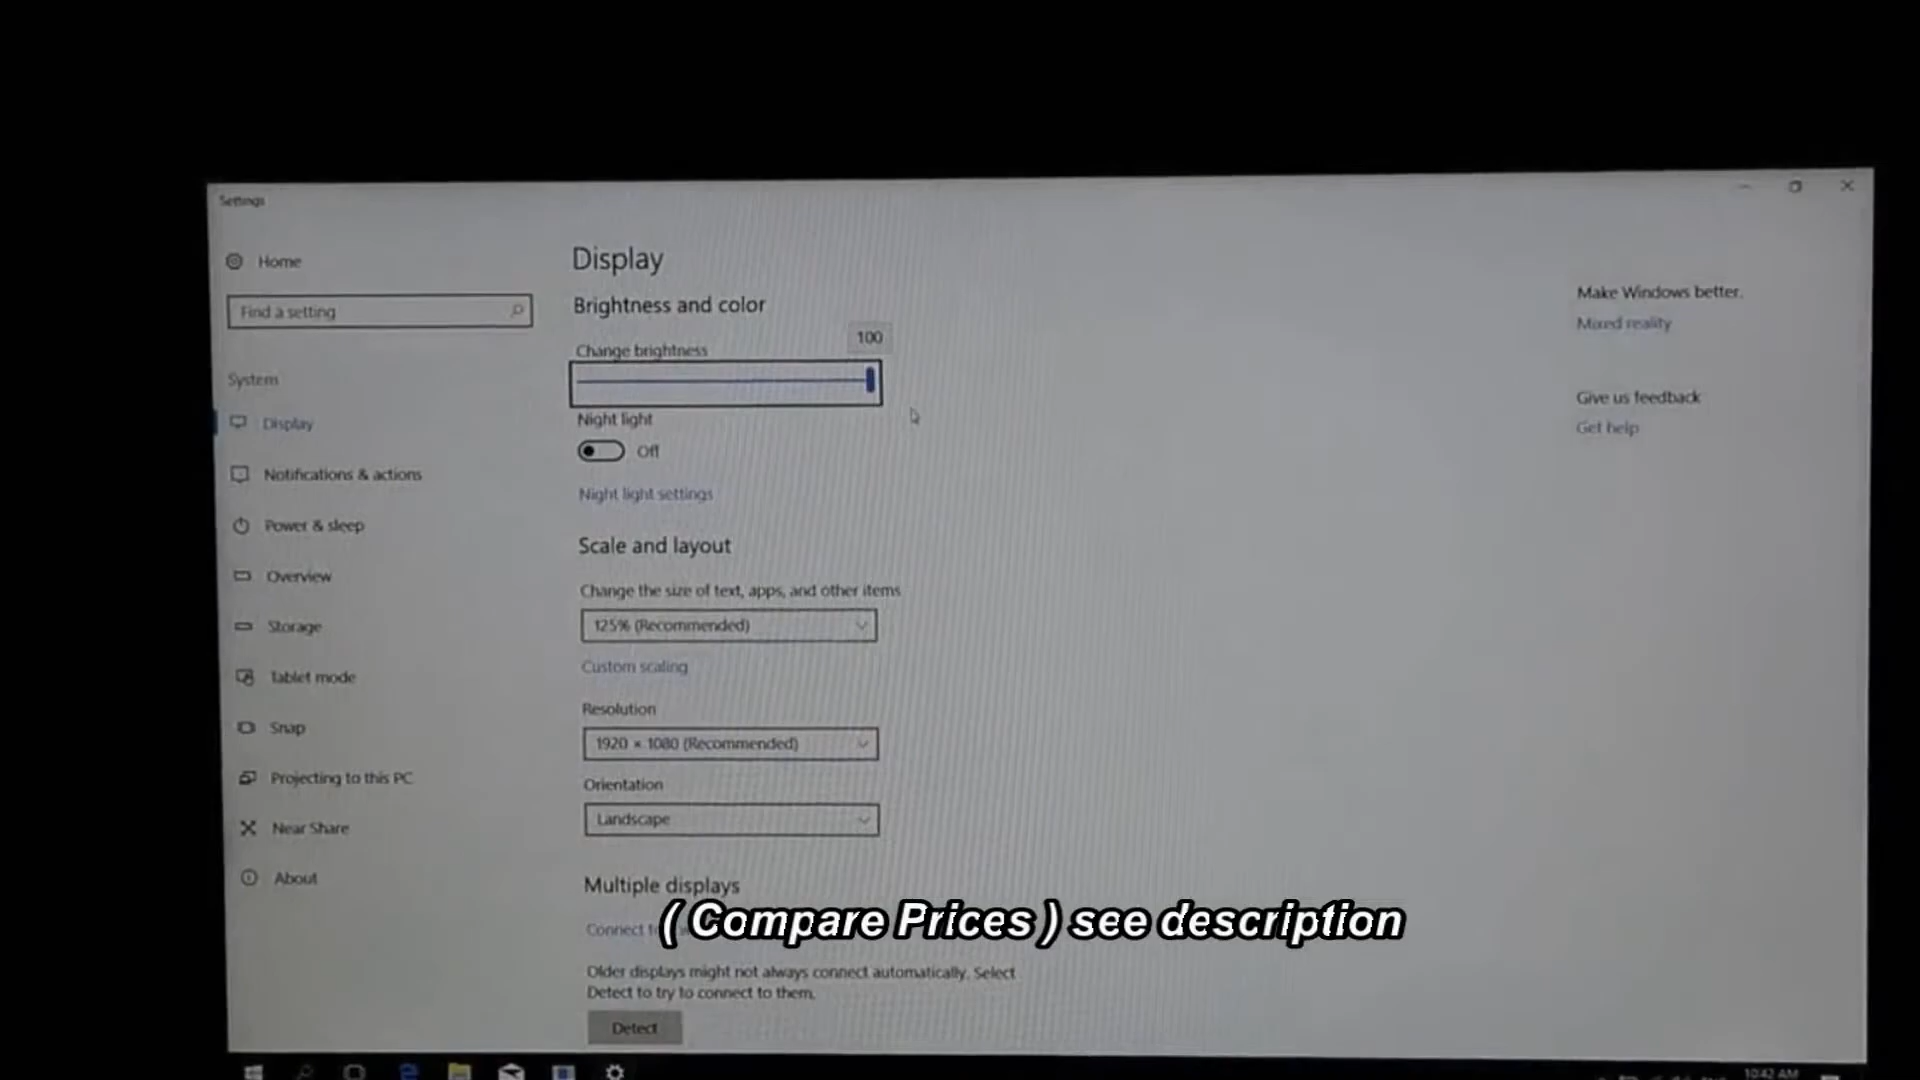 Settings
Home
Find a setting
System
Display
Notifications & actions
Power & sleep
Overview
Storage
Tablet mode
Snap
Projecting to this PC
Near Share
About
Display
Brightness and color
Change brightness
100
Night light
Off
Night light settings
Scale and layout
Change the size of text, apps, and other items
125% (Recommended)
Custom scaling
Resolution
1920 × 1080 (Recommended)
Orientation
Landscape
Multiple displays
Connect
Older displays might not always connect automatically. Select
Detect to try to connect to them.
Detect
Make Windows better.
Mixed reality
Give us feedback
Get help
( Compare Prices ) see description
10:42 AM